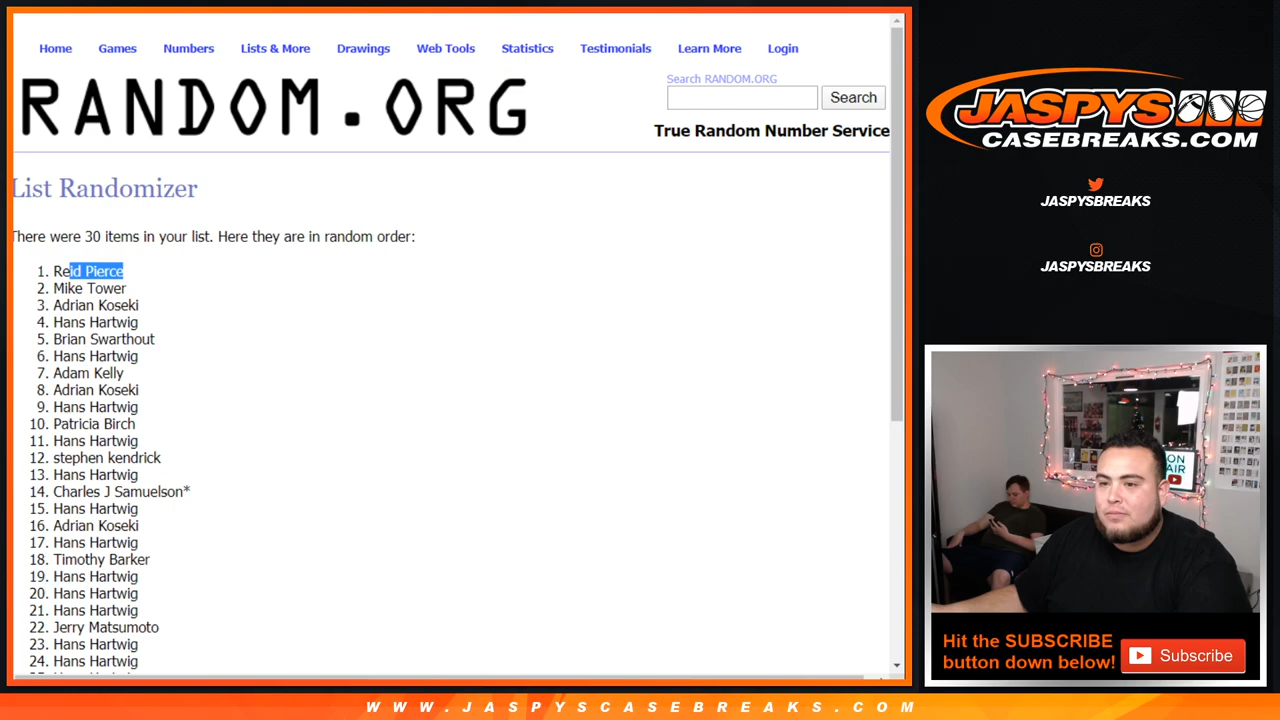 Home Games Numbers Lists & More Drawings Web Tools Statistics Testimonials Learn More Login
RANDOM.ORG
Search RANDOM.ORG
Search
True Random Number Service
List Randomizer
There were 30 items in your list. Here they are in random order:
1. Reid Pierce
2. Mike Tower
3. Adrian Koseki
4. Hans Hartwig
5. Brian Swarthout
6. Hans Hartwig
7. Adam Kelly
8. Adrian Koseki
9. Hans Hartwig
10. Patricia Birch
11. Hans Hartwig
12. stephen kendrick
13. Hans Hartwig
14. Charles J Samuelson*
15. Hans Hartwig
16. Adrian Koseki
17. Hans Hartwig
18. Timothy Barker
19. Hans Hartwig
20. Hans Hartwig
21. Hans Hartwig
22. Jerry Matsumoto
23. Hans Hartwig
24. Hans Hartwig
JASPYS
CASEBREAKS.COM
JASPYSBREAKS
JASPYSBREAKS
ON
AIR
Hit the SUBSCRIBE
button down below!
Subscribe
WWW.JASPYSCASEBREAKS.COM